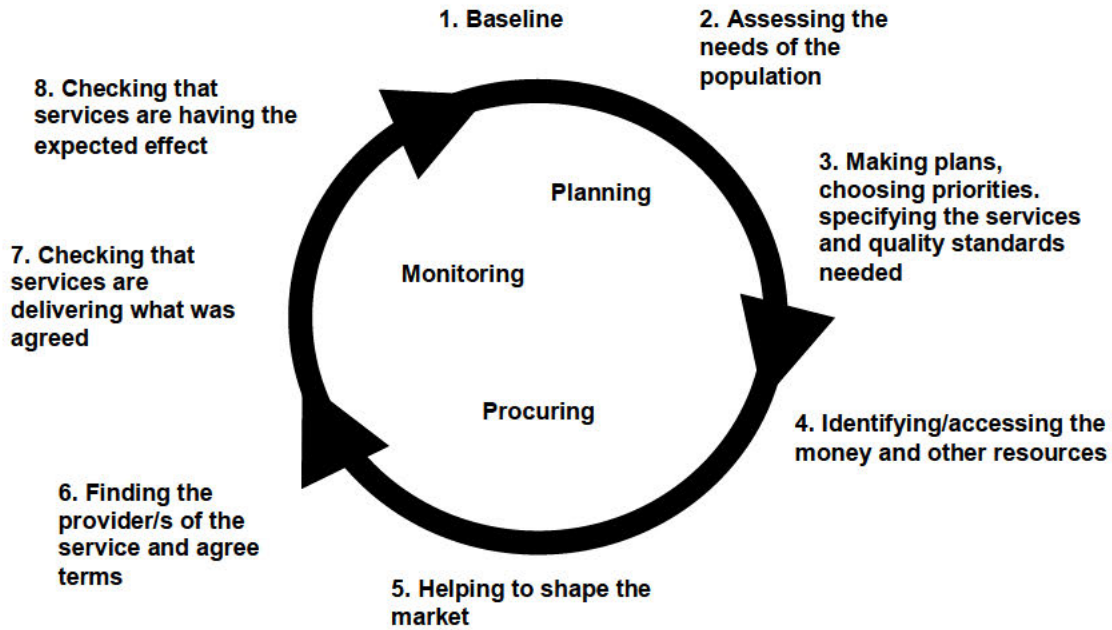 1. Baseline
2. Assessing the
needs of the
population
3. Making plans,
choosing priorities.
specifying the services
and quality standards
needed
4. Identifying/accessing the
money and other resources
5. Helping to shape the
market
6. Finding the
provider/s of the
service and agree
terms
7. Checking that
services are
delivering what was
agreed
8. Checking that
services are having the
expected effect
Planning
Monitoring
Procuring